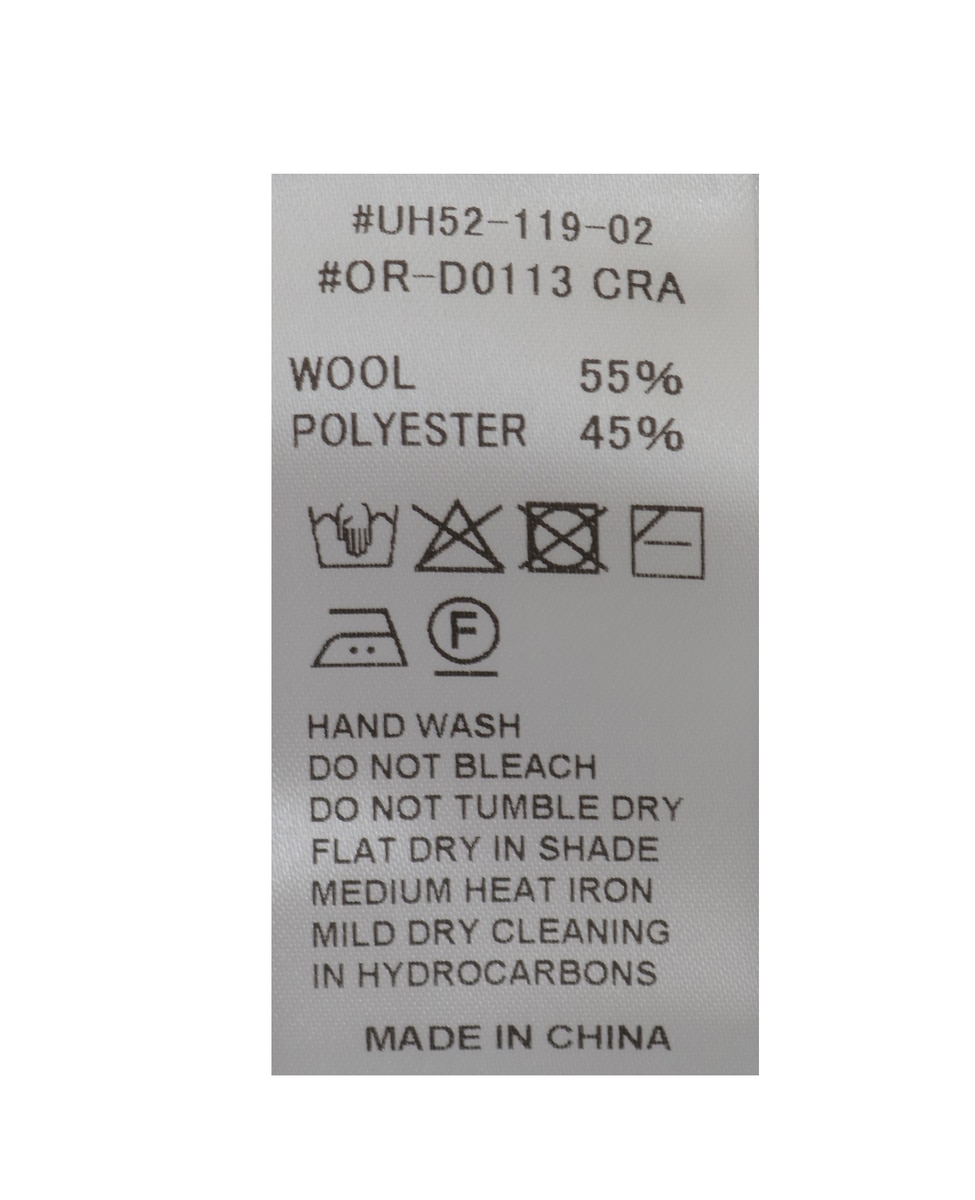 #UH52-119-02
#OR-D0113 CRA
WOOL 55%
POLYESTER 45%
F
HAND WASH
DO NOT BLEACH
DO NOT TUMBLE DRY
FLAT DRY IN SHADE
MEDIUM HEAT IRON
MILD DRY CLEANING
IN HYDROCARBONS
MADE IN CHINA